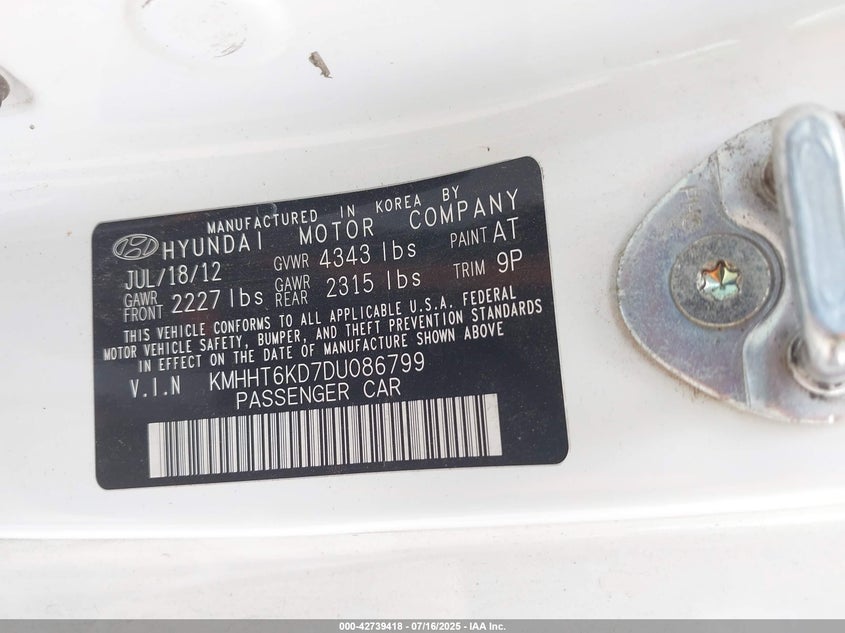 MANUFACTURED IN KOREA BY
HYUNDAI MOTOR COMPANY
JUL/18/12 GVWR 4343 lbs PAINT AT
GAWR FRONT 2227 lbs GAWR REAR 2315 lbs TRIM 9P
THIS VEHICLE CONFORMS TO ALL APPLICABLE U.S.A. FEDERAL
MOTOR VEHICLE SAFETY, BUMPER, AND THEFT PREVENTION STANDARDS
IN EFFECT ON THE DATE OF MANUFACTURE SHOWN ABOVE
V.I.N KMHHT6KD7DU086799
PASSENGER CAR
000-42739418 - 07/16/2025 - IAA Inc.